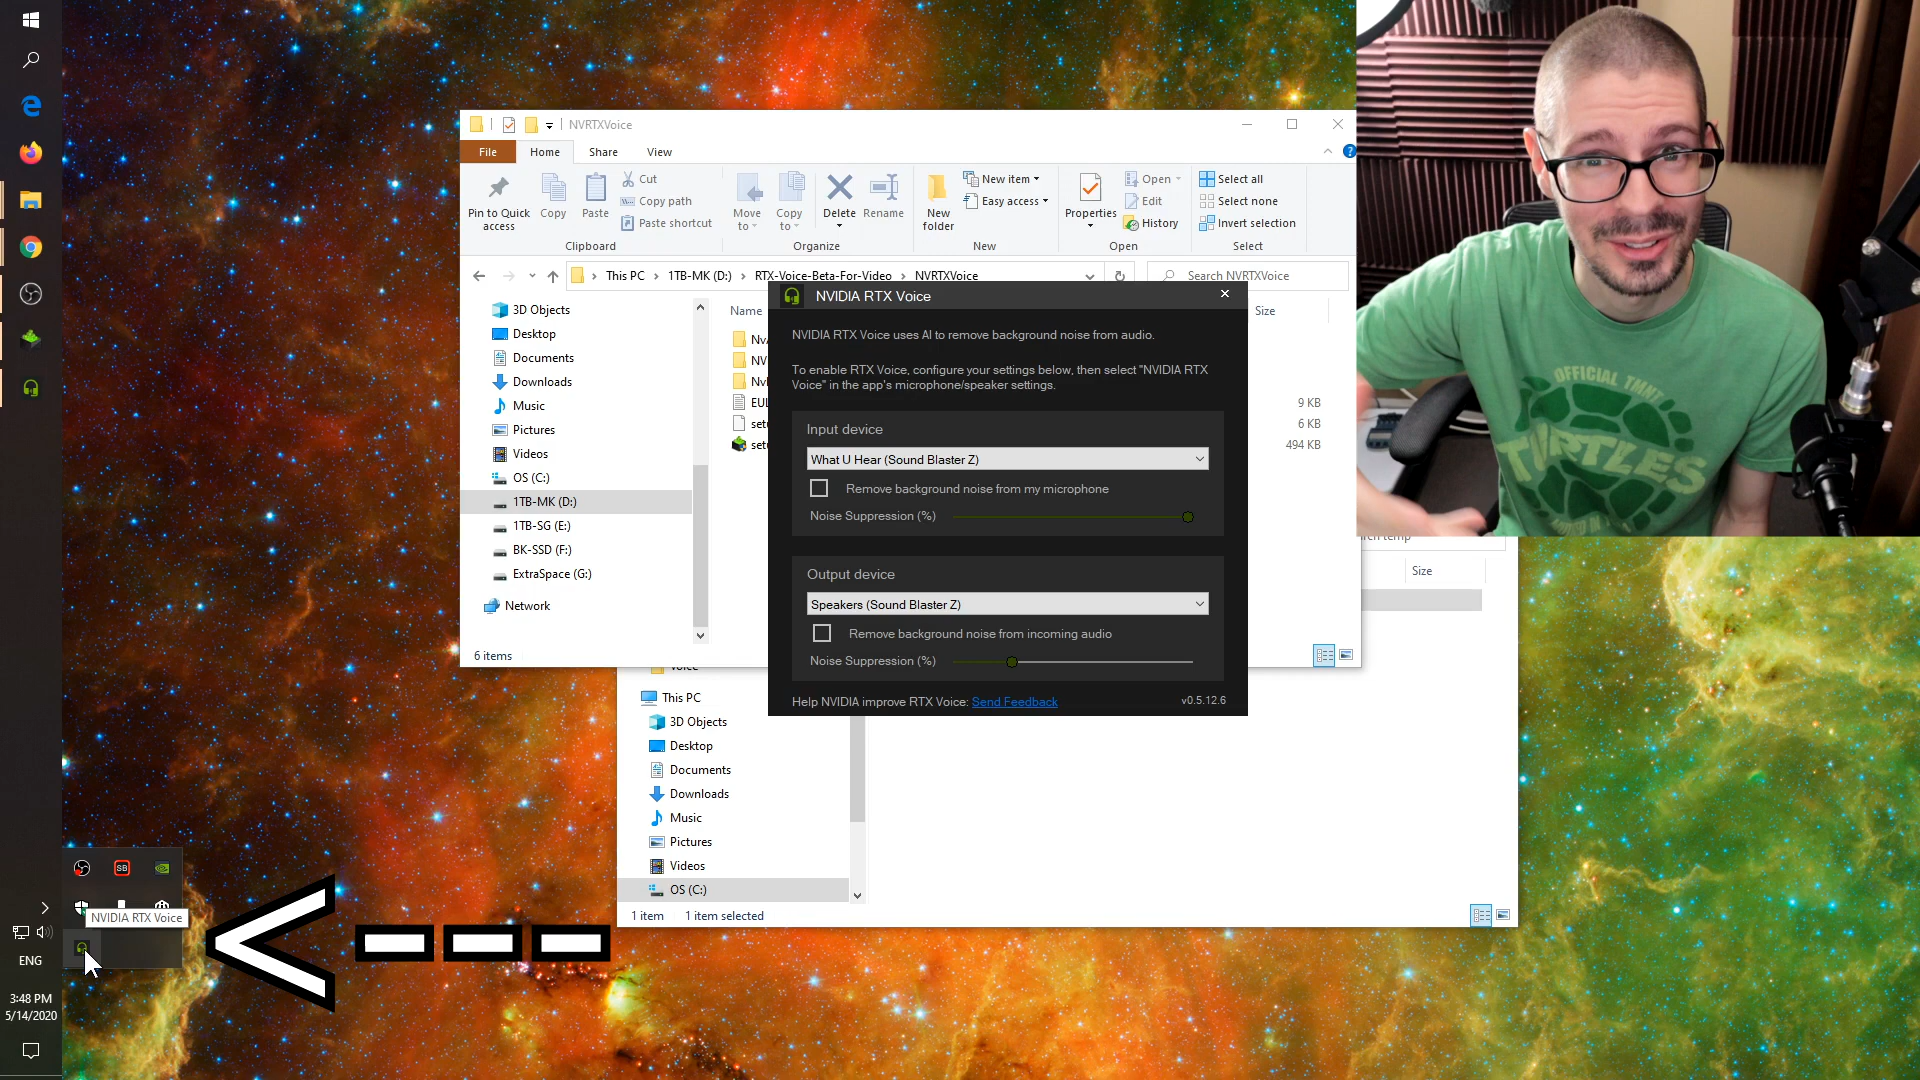 NVRTXVoice
File
Home
Share
View
Pin to Quick access
Copy
Paste
Cut
Copy path
Paste shortcut
Clipboard
Move to
Copy to
Delete
Rename
Organize
New folder
New item
Easy access
New
Properties
Open
Edit
History
Open
Select all
Select none
Invert selection
Select
This PC > 1TB-MK (D:) > RTX-Voice-Beta-For-Video > NVRTXVoice
Search NVRTXVoice
3D Objects
Desktop
Documents
Downloads
Music
Pictures
Videos
OS (C:)
1TB-MK (D:)
1TB-SG (E:)
BK-SSD (F:)
ExtraSpace (G:)
Network
6 items
Name
Size
9 KB
6 KB
494 KB
NVIDIA RTX Voice
NVIDIA RTX Voice uses AI to remove background noise from audio.
To enable RTX Voice, configure your settings below, then select "NVIDIA RTX
Voice" in the app's microphone/speaker settings.
Input device
What U Hear (Sound Blaster Z)
Remove background noise from my microphone
Noise Suppression (%)
Output device
Speakers (Sound Blaster Z)
Remove background noise from incoming audio
Noise Suppression (%)
Help NVIDIA improve RTX Voice: Send Feedback
v0.5.12.6
Size
This PC
3D Objects
Desktop
Documents
Downloads
Music
Pictures
Videos
OS (C:)
1 item
1 item selected
OFFICIAL TMNT
TURTLES
SB
NVIDIA RTX Voice
<---
ENG
3:48 PM
5/14/2020